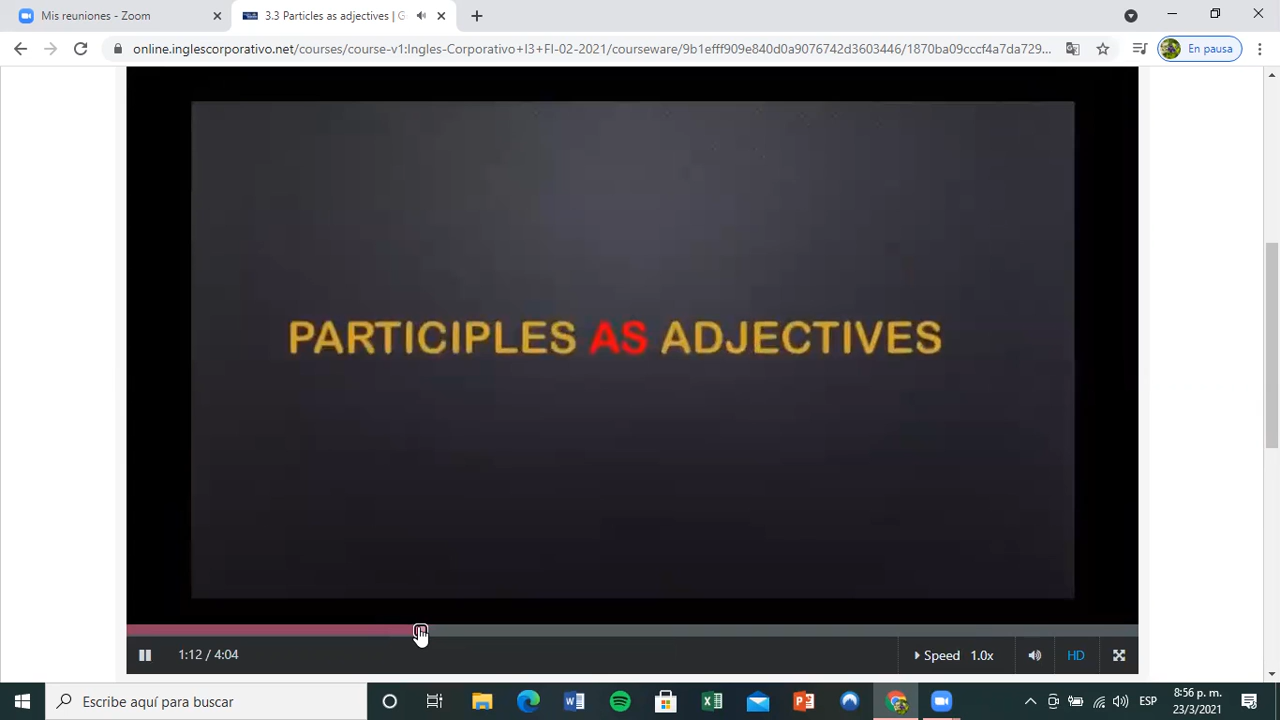 Mis reuniones - Zoom
3.3 Particles as adjectives | G
online.inglescorporativo.net/courses/course-v1:Ingles-Corporativo+I3+FI-02-2021/courseware/9b1efff909e840d0a9076742d3603446/1870ba09cccf4a7da729...
En pausa
PARTICIPLES AS ADJECTIVES
1:12 / 4:04
Speed 1.0x
HD
Escribe aquí para buscar
ESP
8:56 p. m.
23/3/2021